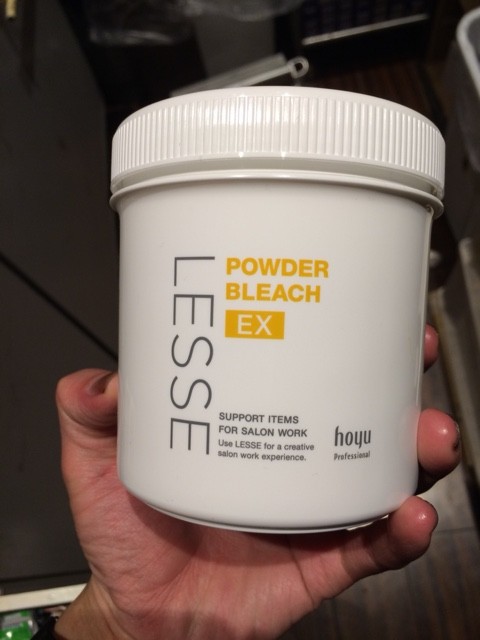 LESSE
POWDER
BLEACH
EX
SUPPORT ITEMS
FOR SALON WORK
Use LESSE for a creative
salon work experience.
hoyu
Professional